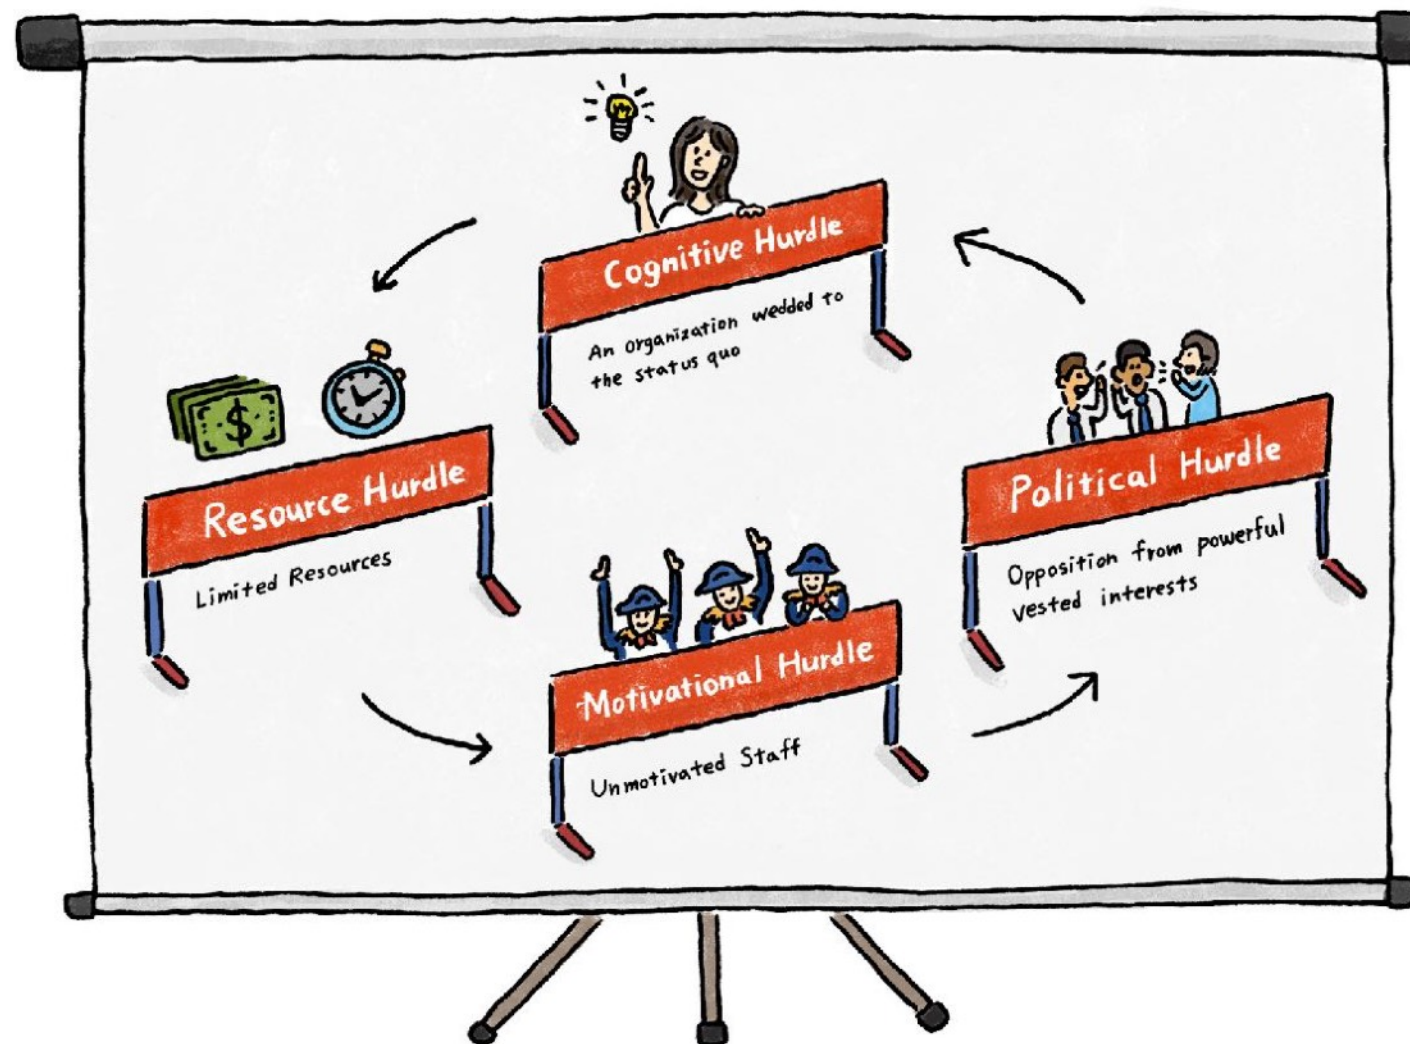 Cognitive Hurdle
An organization wedded to
the status quo
Resource Hurdle
Limited Resources
$
Motivational Hurdle
Unmotivated Staff
Political Hurdle
Opposition from powerful
vested interests